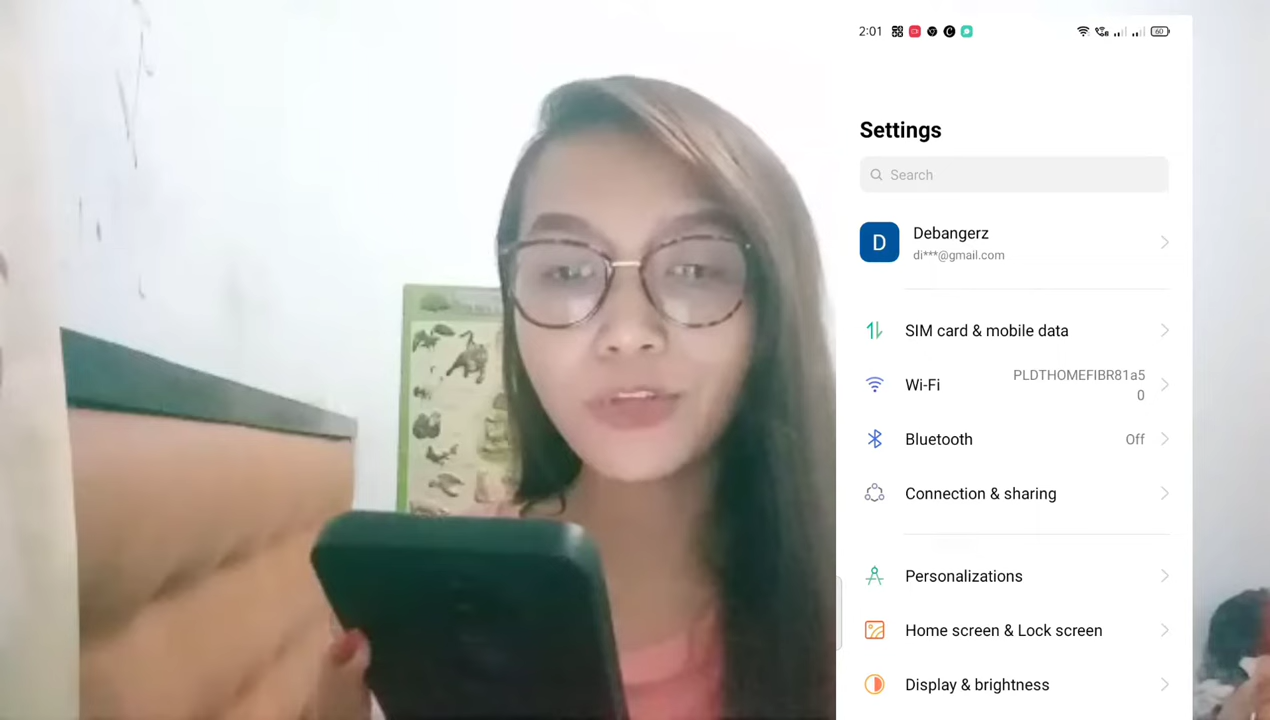 2:01
60
Settings
Search
D
Debangerz
di***@gmail.com
SIM card & mobile data
Wi-Fi
PLDTHOMEFIBR81a5
0
Bluetooth
Off
Connection & sharing
Personalizations
Home screen & Lock screen
Display & brightness